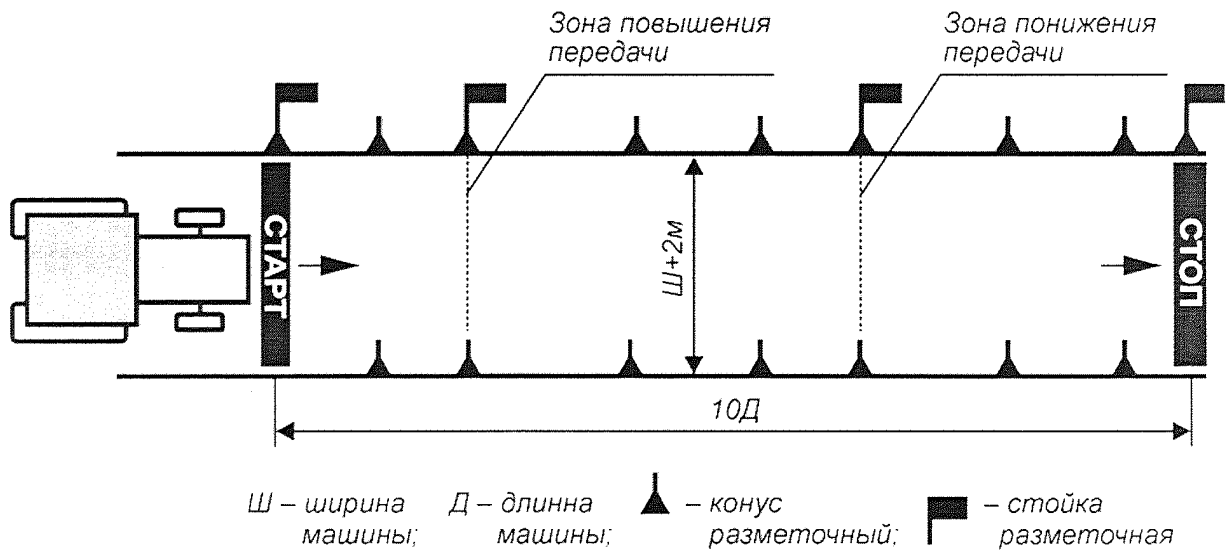 Зона повышения
передачи
Зона понижения
передачи
СТАРТ
Ш+2м
СТОП
10Д
Ш – ширина
машины;
Д – длинна
машины;
– конус
разметочный;
– стойка
разметочная